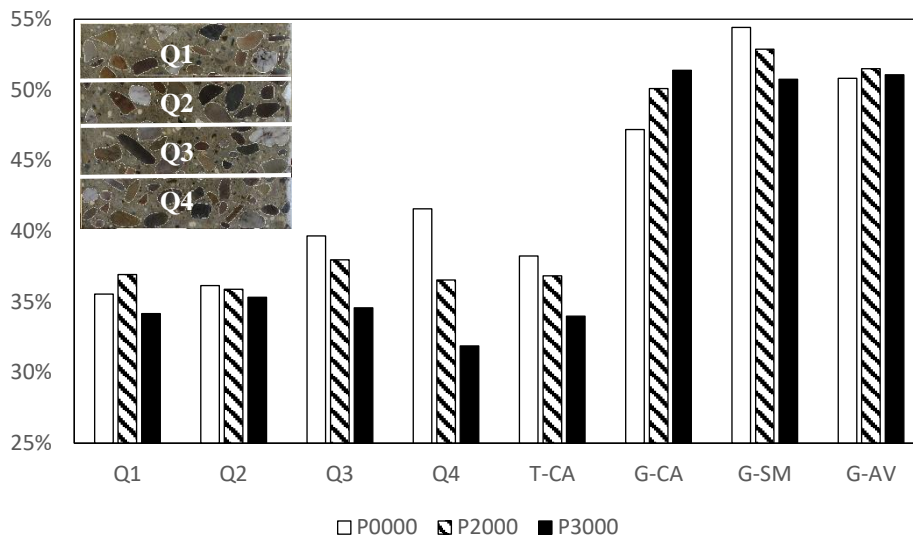 55%
50%
45%
40%
35%
30%
25%
Q1
Q2
Q3
Q4
Q1 Q2 Q3 Q4 T-CA G-CA G-SM G-AV
P0000 P2000 P3000